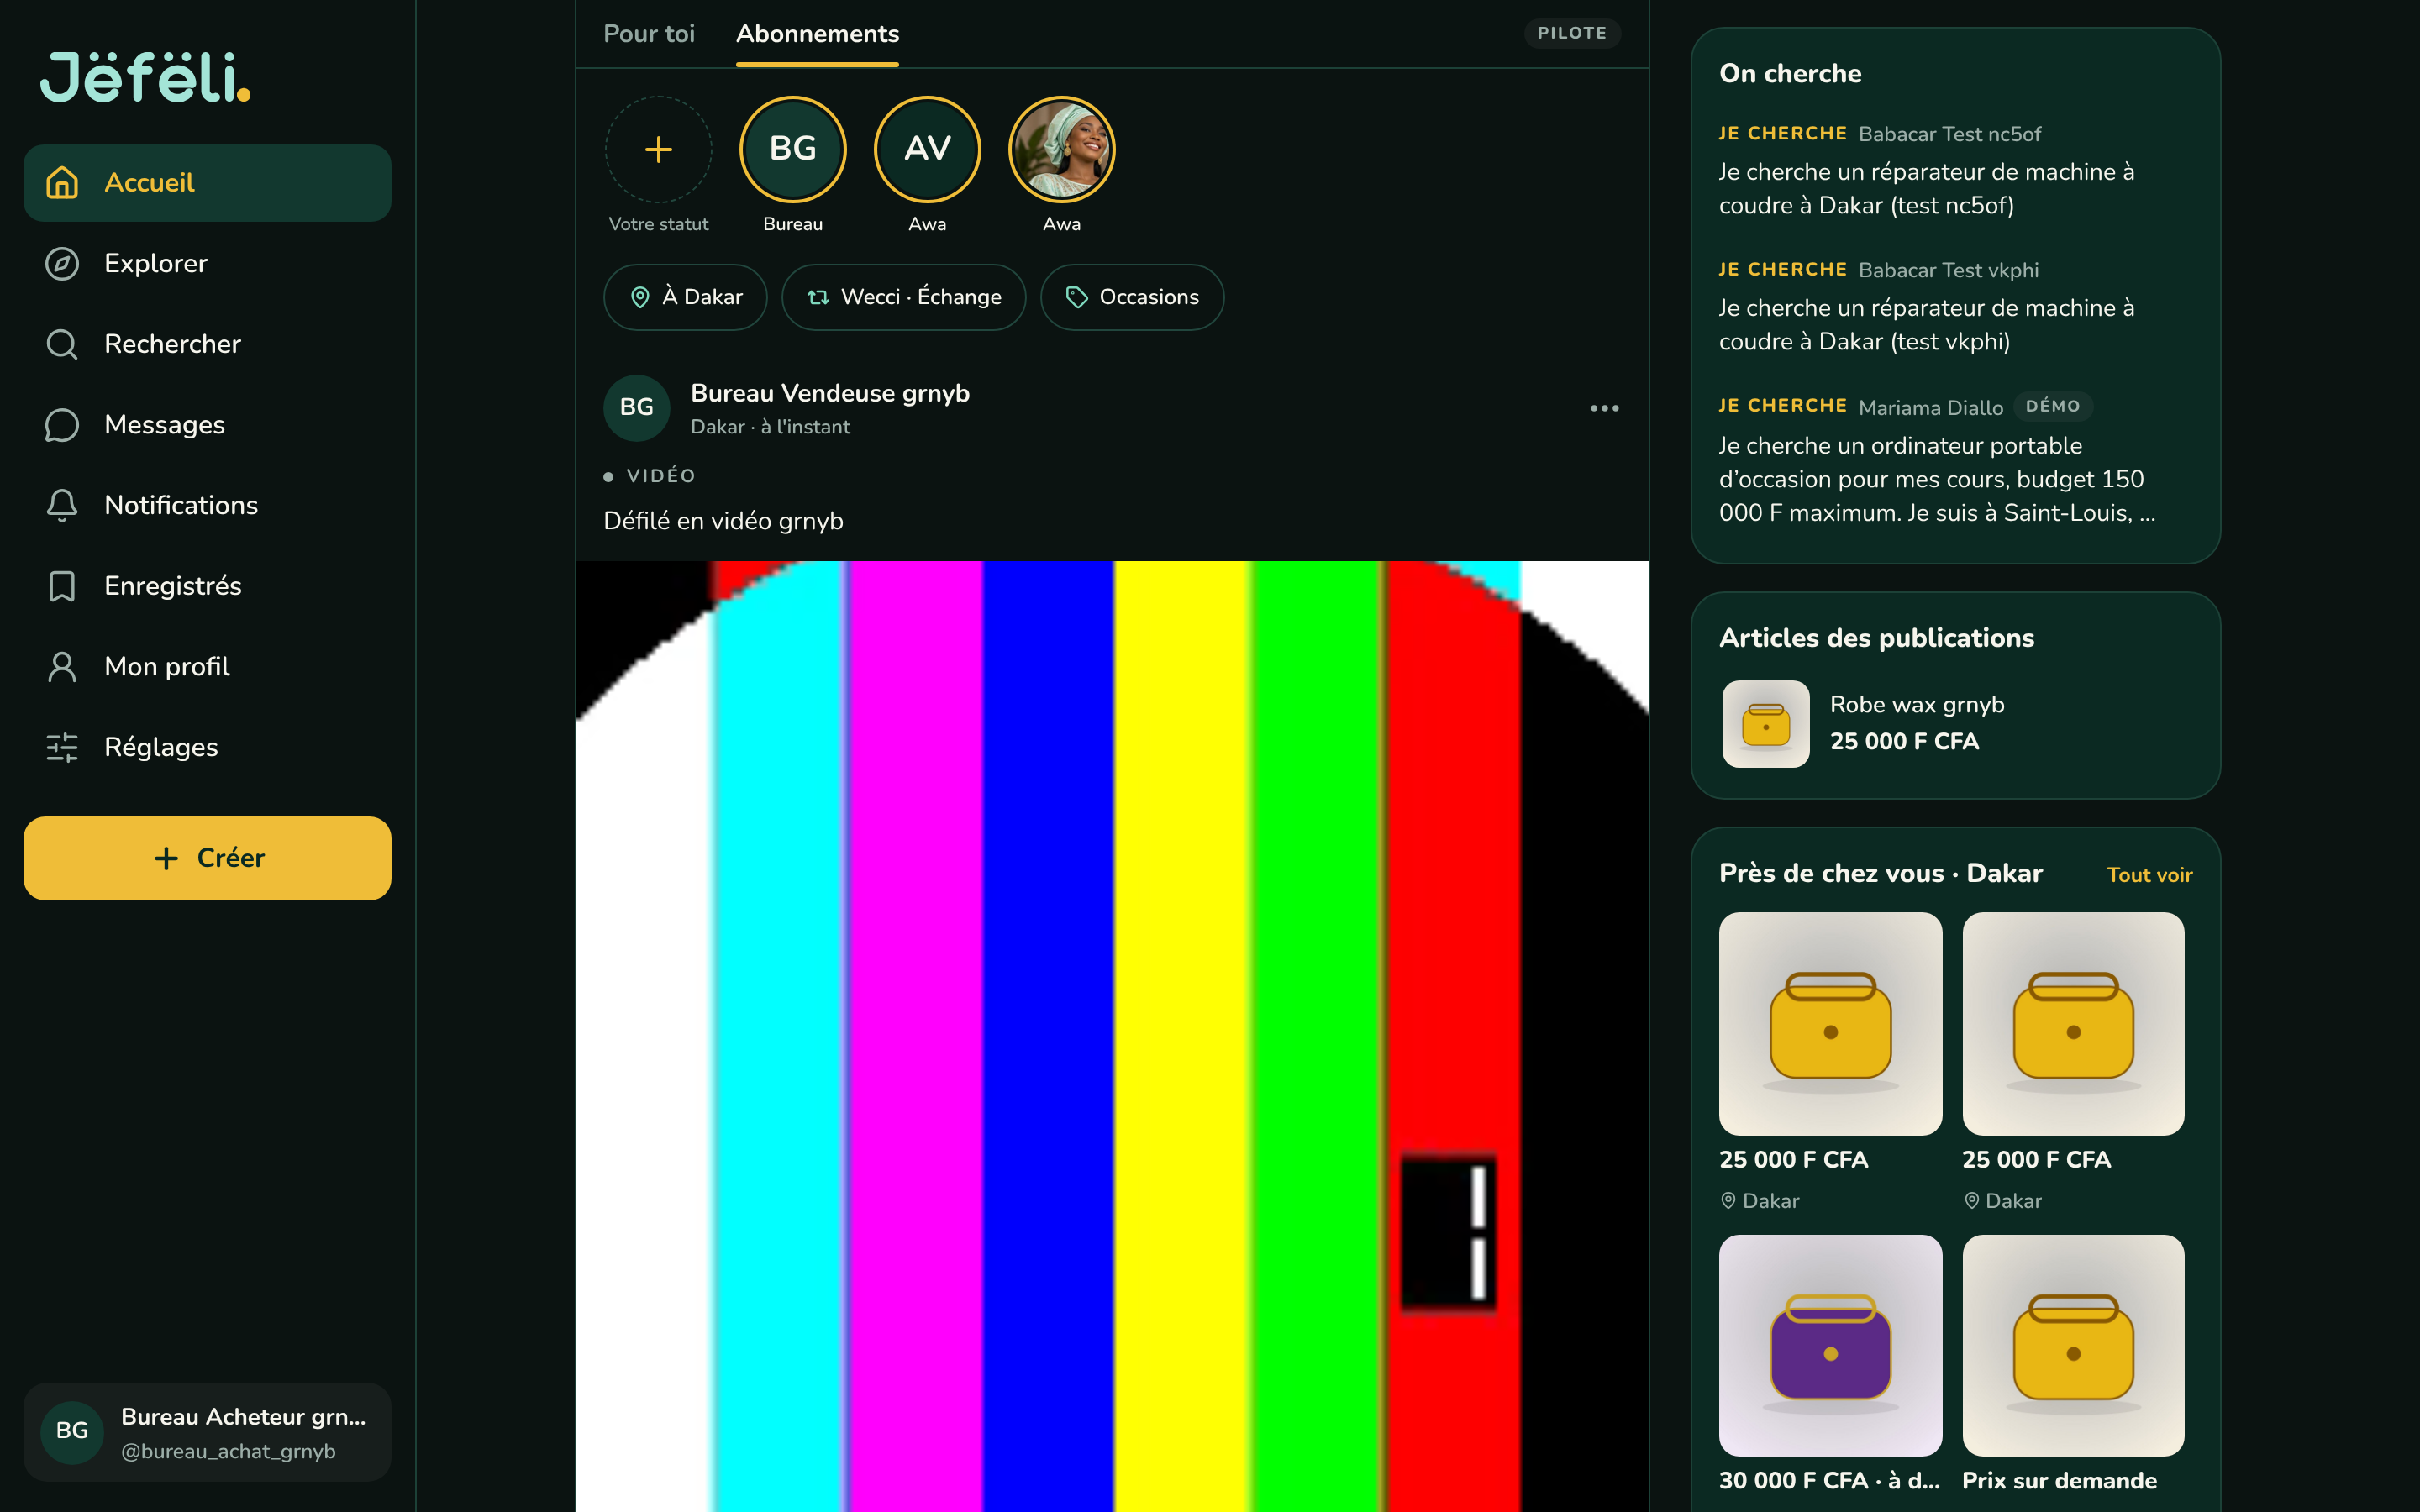 Jëfëli.
Accueil
Explorer
Rechercher
Messages
Notifications
Enregistrés
Mon profil
Réglages
Créer
BG
Bureau Acheteur grn...
@bureau_achat_grnyb
Pour toi
Abonnements
PILOTE
BG
AV
Votre statut
Bureau
Awa
Awa
À Dakar
Wecci · Échange
Occasions
BG
Bureau Vendeuse grnyb
Dakar · à l'instant
VIDÉO
Défilé en vidéo grnyb
On cherche
JE CHERCHE Babacar Test nc5of
Je cherche un réparateur de machine à
coudre à Dakar (test nc5of)
JE CHERCHE Babacar Test vkphi
Je cherche un réparateur de machine à
coudre à Dakar (test vkphi)
JE CHERCHE Mariama Diallo DÉMO
Je cherche un ordinateur portable
d’occasion pour mes cours, budget 150
000 F maximum. Je suis à Saint-Louis, ...
Articles des publications
Robe wax grnyb
25 000 F CFA
Près de chez vous · Dakar
Tout voir
25 000 F CFA
Dakar
25 000 F CFA
Dakar
30 000 F CFA · à d...
Prix sur demande